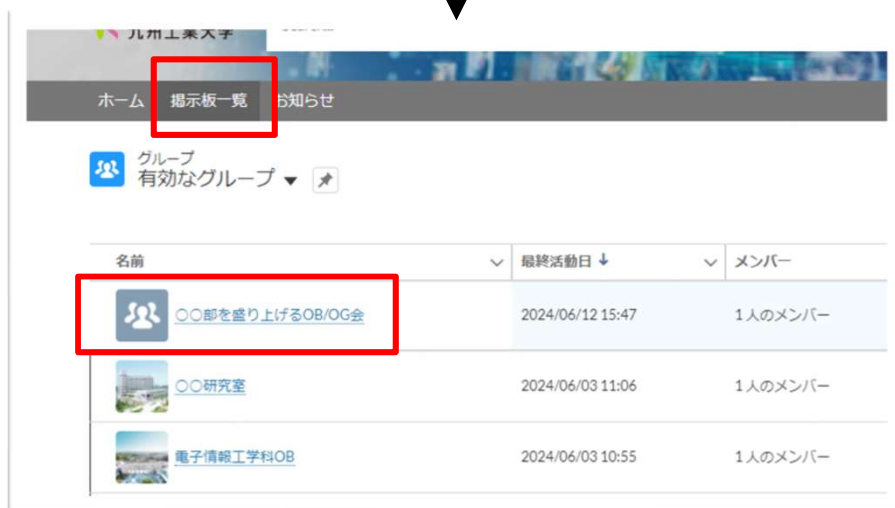 九州工業大学
ホーム 掲示板一覧 お知らせ
グループ
有効なグループ
名前 最終活動日 メンバー
〇〇部を盛り上げるOB/OG会 2024/06/12 15:47 1人のメンバー
〇〇研究室 2024/06/03 11:06 1人のメンバー
電子情報工学科OB 2024/06/03 10:55 1人のメンバー